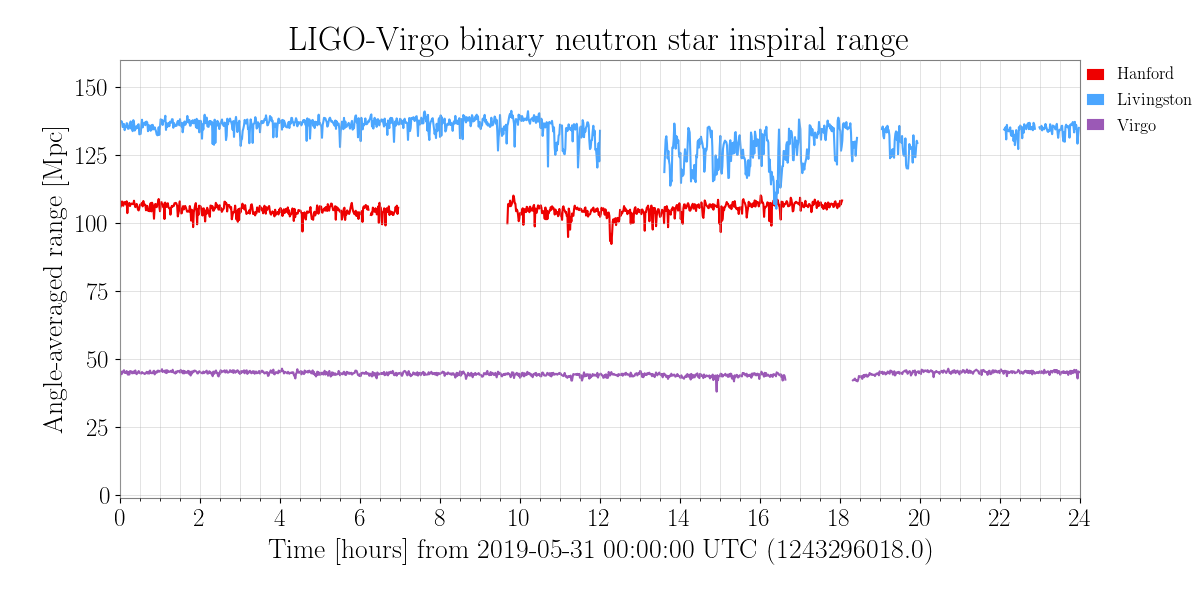 LIGO-Virgo binary neutron star inspiral range
Angle-averaged range [Mpc]
150
125
100
75
50
25
0
0 2 4 6 8 10 12 14 16 18 20 22 24
Time [hours] from 2019-05-31 00:00:00 UTC (1243296018.0)
Hanford
Livingston
Virgo